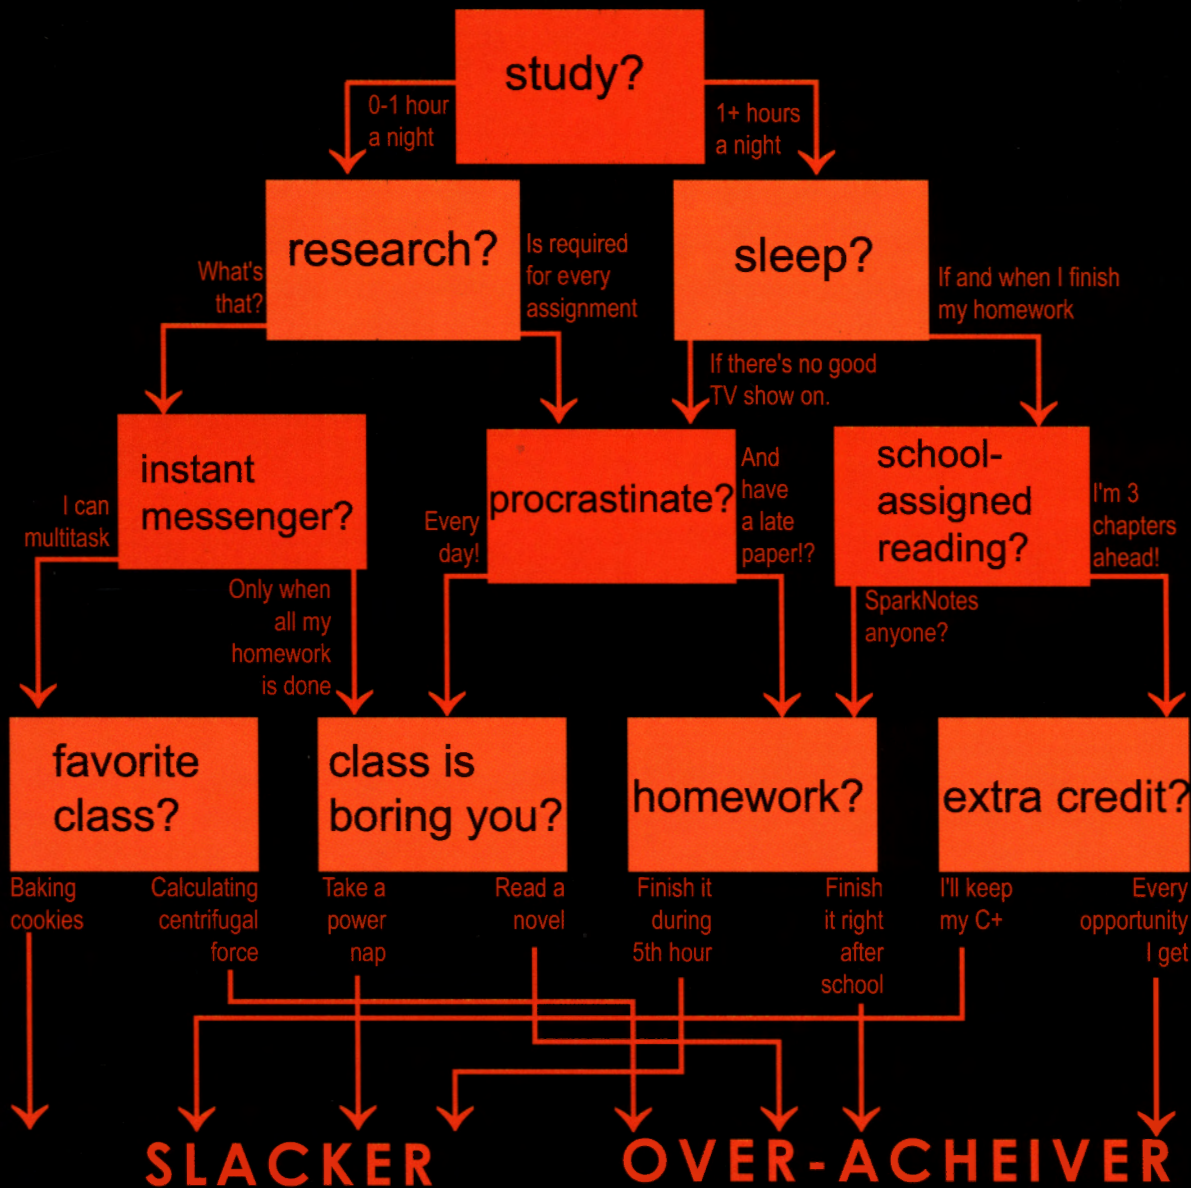 study?
0-1 hour
a night
1+ hours
a night
research?
sleep?
What's
that?
Is required
for every
assignment
If and when I finish
my homework
If there's no good
TV show on.
instant
messenger?
procrastinate?
school-
assigned
reading?
I can
multitask
Only when
all my
homework
is done
Every
day!
And
have
a late
paper!?
SparkNotes
anyone?
I'm 3
chapters
ahead!
favorite
class?
class is
boring you?
homework?
extra credit?
Baking
cookies
Calculating
centrifugal
force
Take a
power
nap
Read a
novel
Finish it
during
5th hour
Finish
it right
after
school
I'll keep
my C+
Every
opportunity
I get
SLACKER
OVER-ACHEIVER